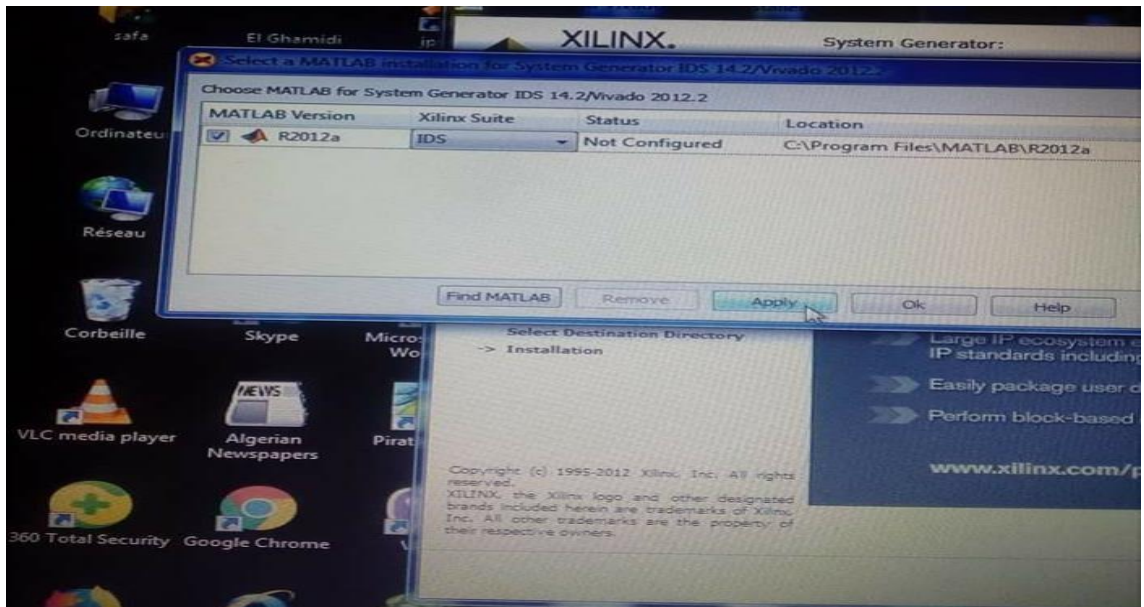 safa
El Ghamidi
ip
XILINX.
System Generator:
Select a MATLAB installation for System Generator IDS 14.2/Vivado 2012.2
Choose MATLAB for System Generator IDS 14.2/Vivado 2012.2
MATLAB Version Xilinx Suite Status Location
R2012a IDS Not Configured C:\Program Files\MATLAB\R2012a
Find MATLAB Remove Apply Ok Help
Ordinateu
Réseau
Corbeille
Skype
Micro
Wo
Select Destination Directory
-> Installation
Large IP ecosystem
IP standards including
Easily package user
Perform block-based
www.xilinx.com/p
VLC media player
NEWS
Algerian
Newspapers
Pirat
Copyright (c) 1995-2012 Xilinx, Inc. All rights
reserved.
XILINX, the Xilinx logo and other designated
brands included herein are trademarks of Xilinx,
Inc. All other trademarks are the property of
their respective owners.
360 Total Security
Google Chrome